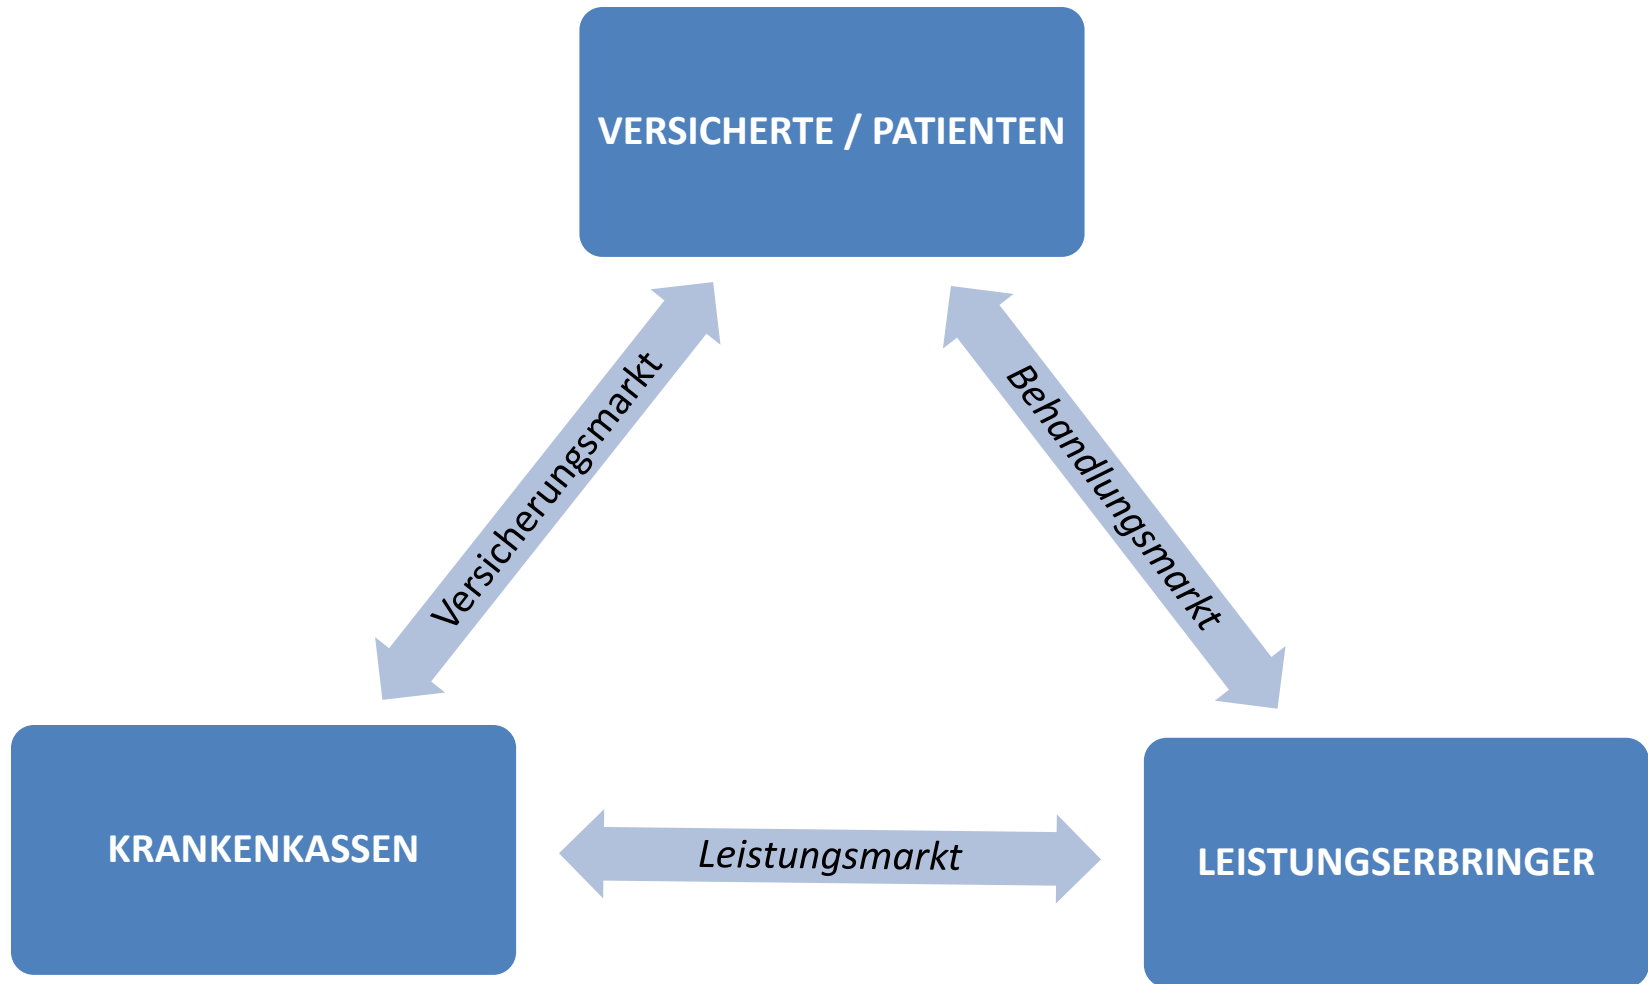 VERSICHERTE / PATIENTEN
Versicherungsmarkt
Behandlungsmarkt
KRANKENKASSEN
Leistungsmarkt
LEISTUNGSERBRINGER